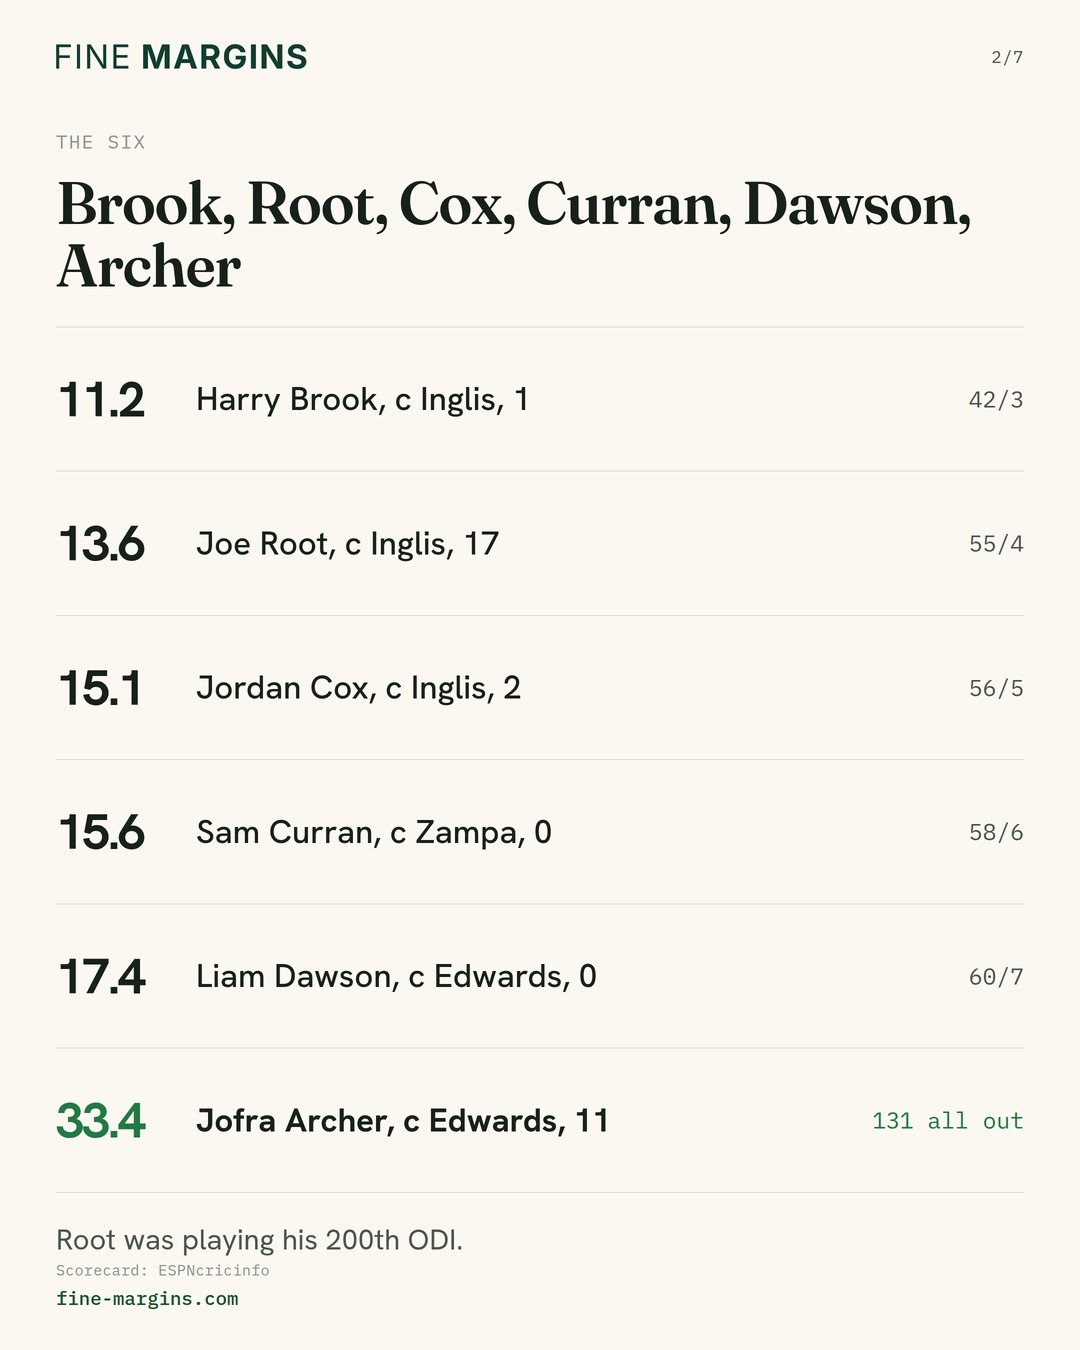 FINE MARGINS
2/7
THE SIX
Brook, Root, Cox, Curran, Dawson,
Archer
11.2 Harry Brook, c Inglis, 1 42/3
13.6 Joe Root, c Inglis, 17 55/4
15.1 Jordan Cox, c Inglis, 2 56/5
15.6 Sam Curran, c Zampa, 0 58/6
17.4 Liam Dawson, c Edwards, 0 60/7
33.4 Jofra Archer, c Edwards, 11 131 all out
Root was playing his 200th ODI.
Scorecard: ESPNcricinfo
fine-margins.com